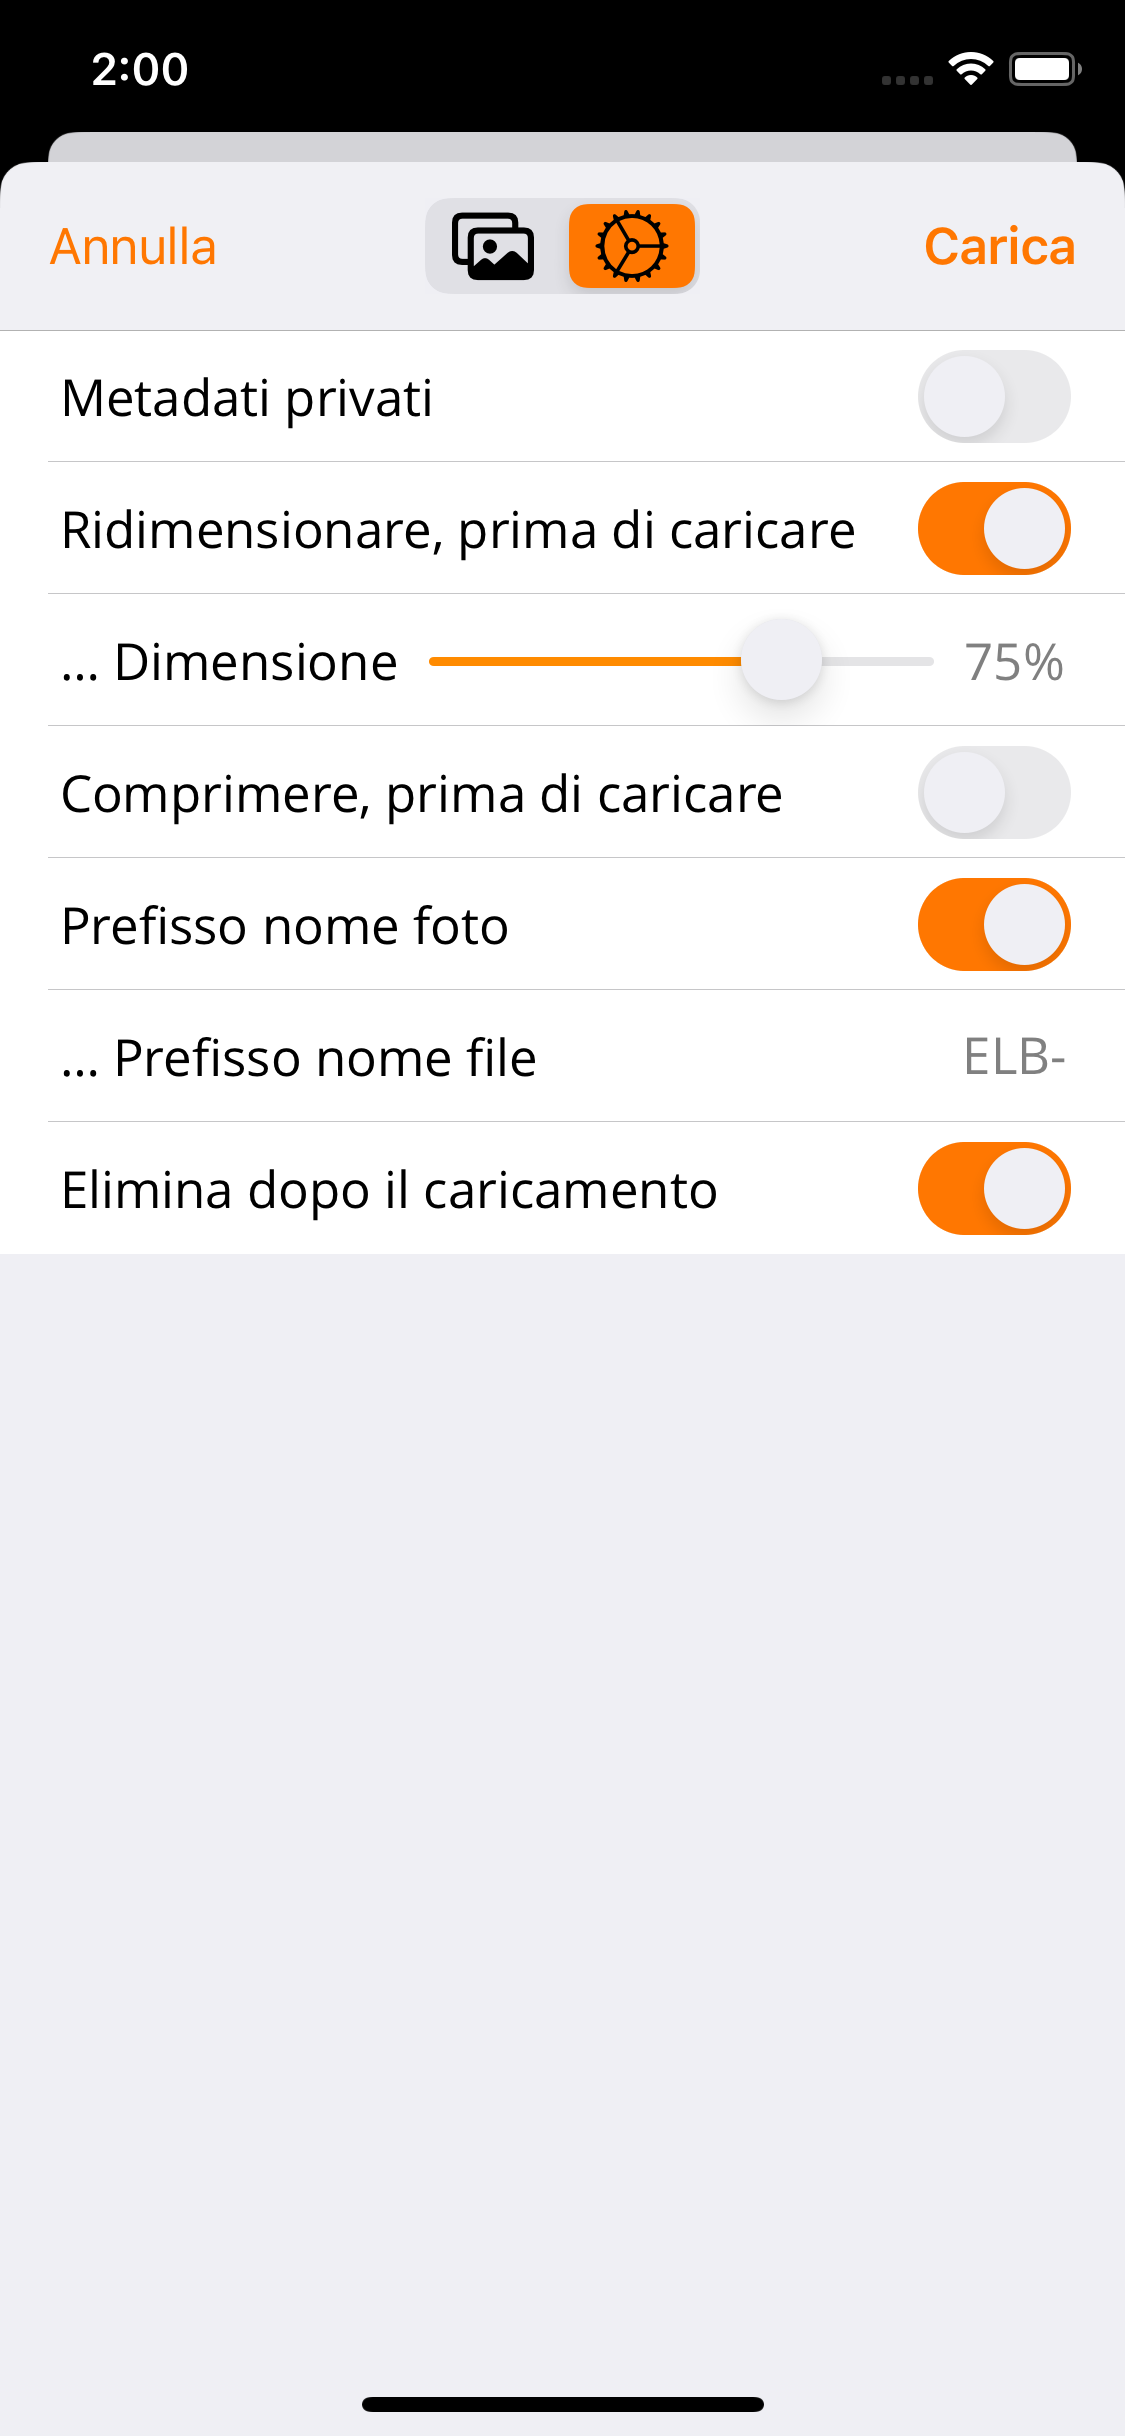 2:00
Annulla
Carica
Metadati privati
Ridimensionare, prima di caricare
... Dimensione 75%
Comprimere, prima di caricare
Prefisso nome foto
... Prefisso nome file ELB-
Elimina dopo il caricamento